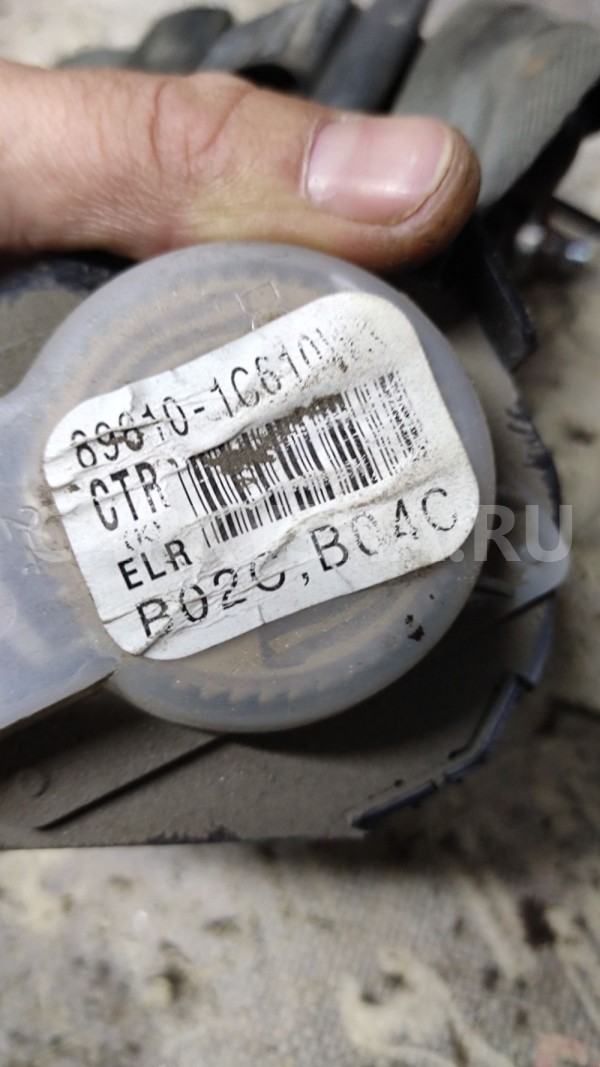 89810-1C610
CTR
(K)
ELR
B02C,B04C
.RU